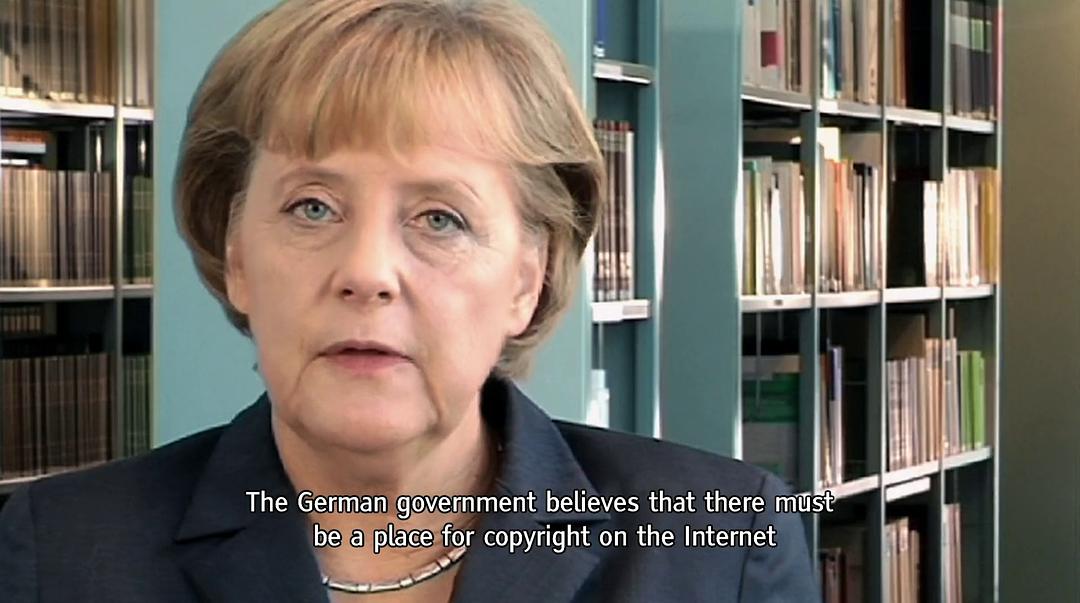 The German government believes that there must
be a place for copyright on the Internet